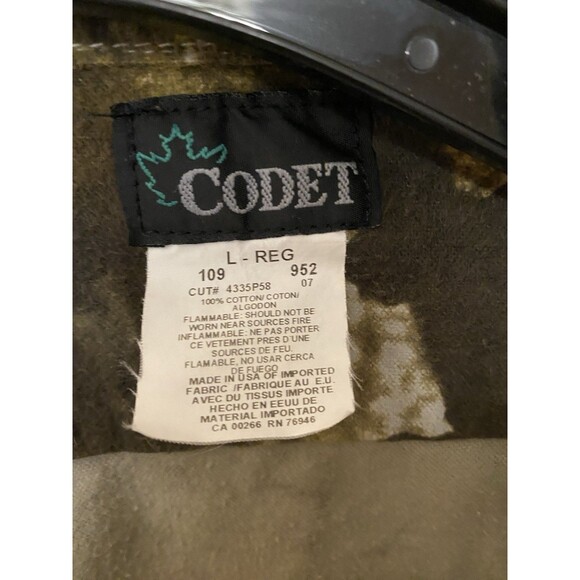 CODET
L - REG
109 952
CUT# 4335P58 07
100% COTTON/ COTON/
ALGODON
FLAMMABLE: SHOULD NOT BE
WORN NEAR SOURCES FIRE
INFLAMMABLE: NE PAS PORTER
CE VETEMENT PRES D'UNE
SOURCES DE FEU.
FLAMABLE, NO USAR CERCA
DE FUEGO
MADE IN USA OF IMPORTED
FABRIC /FABRIQUE AU E.U.
AVEC DU TISSUS IMPORTE
HECHO EN EEUU DE
MATERIAL IMPORTADO
CA 00266 RN 76946